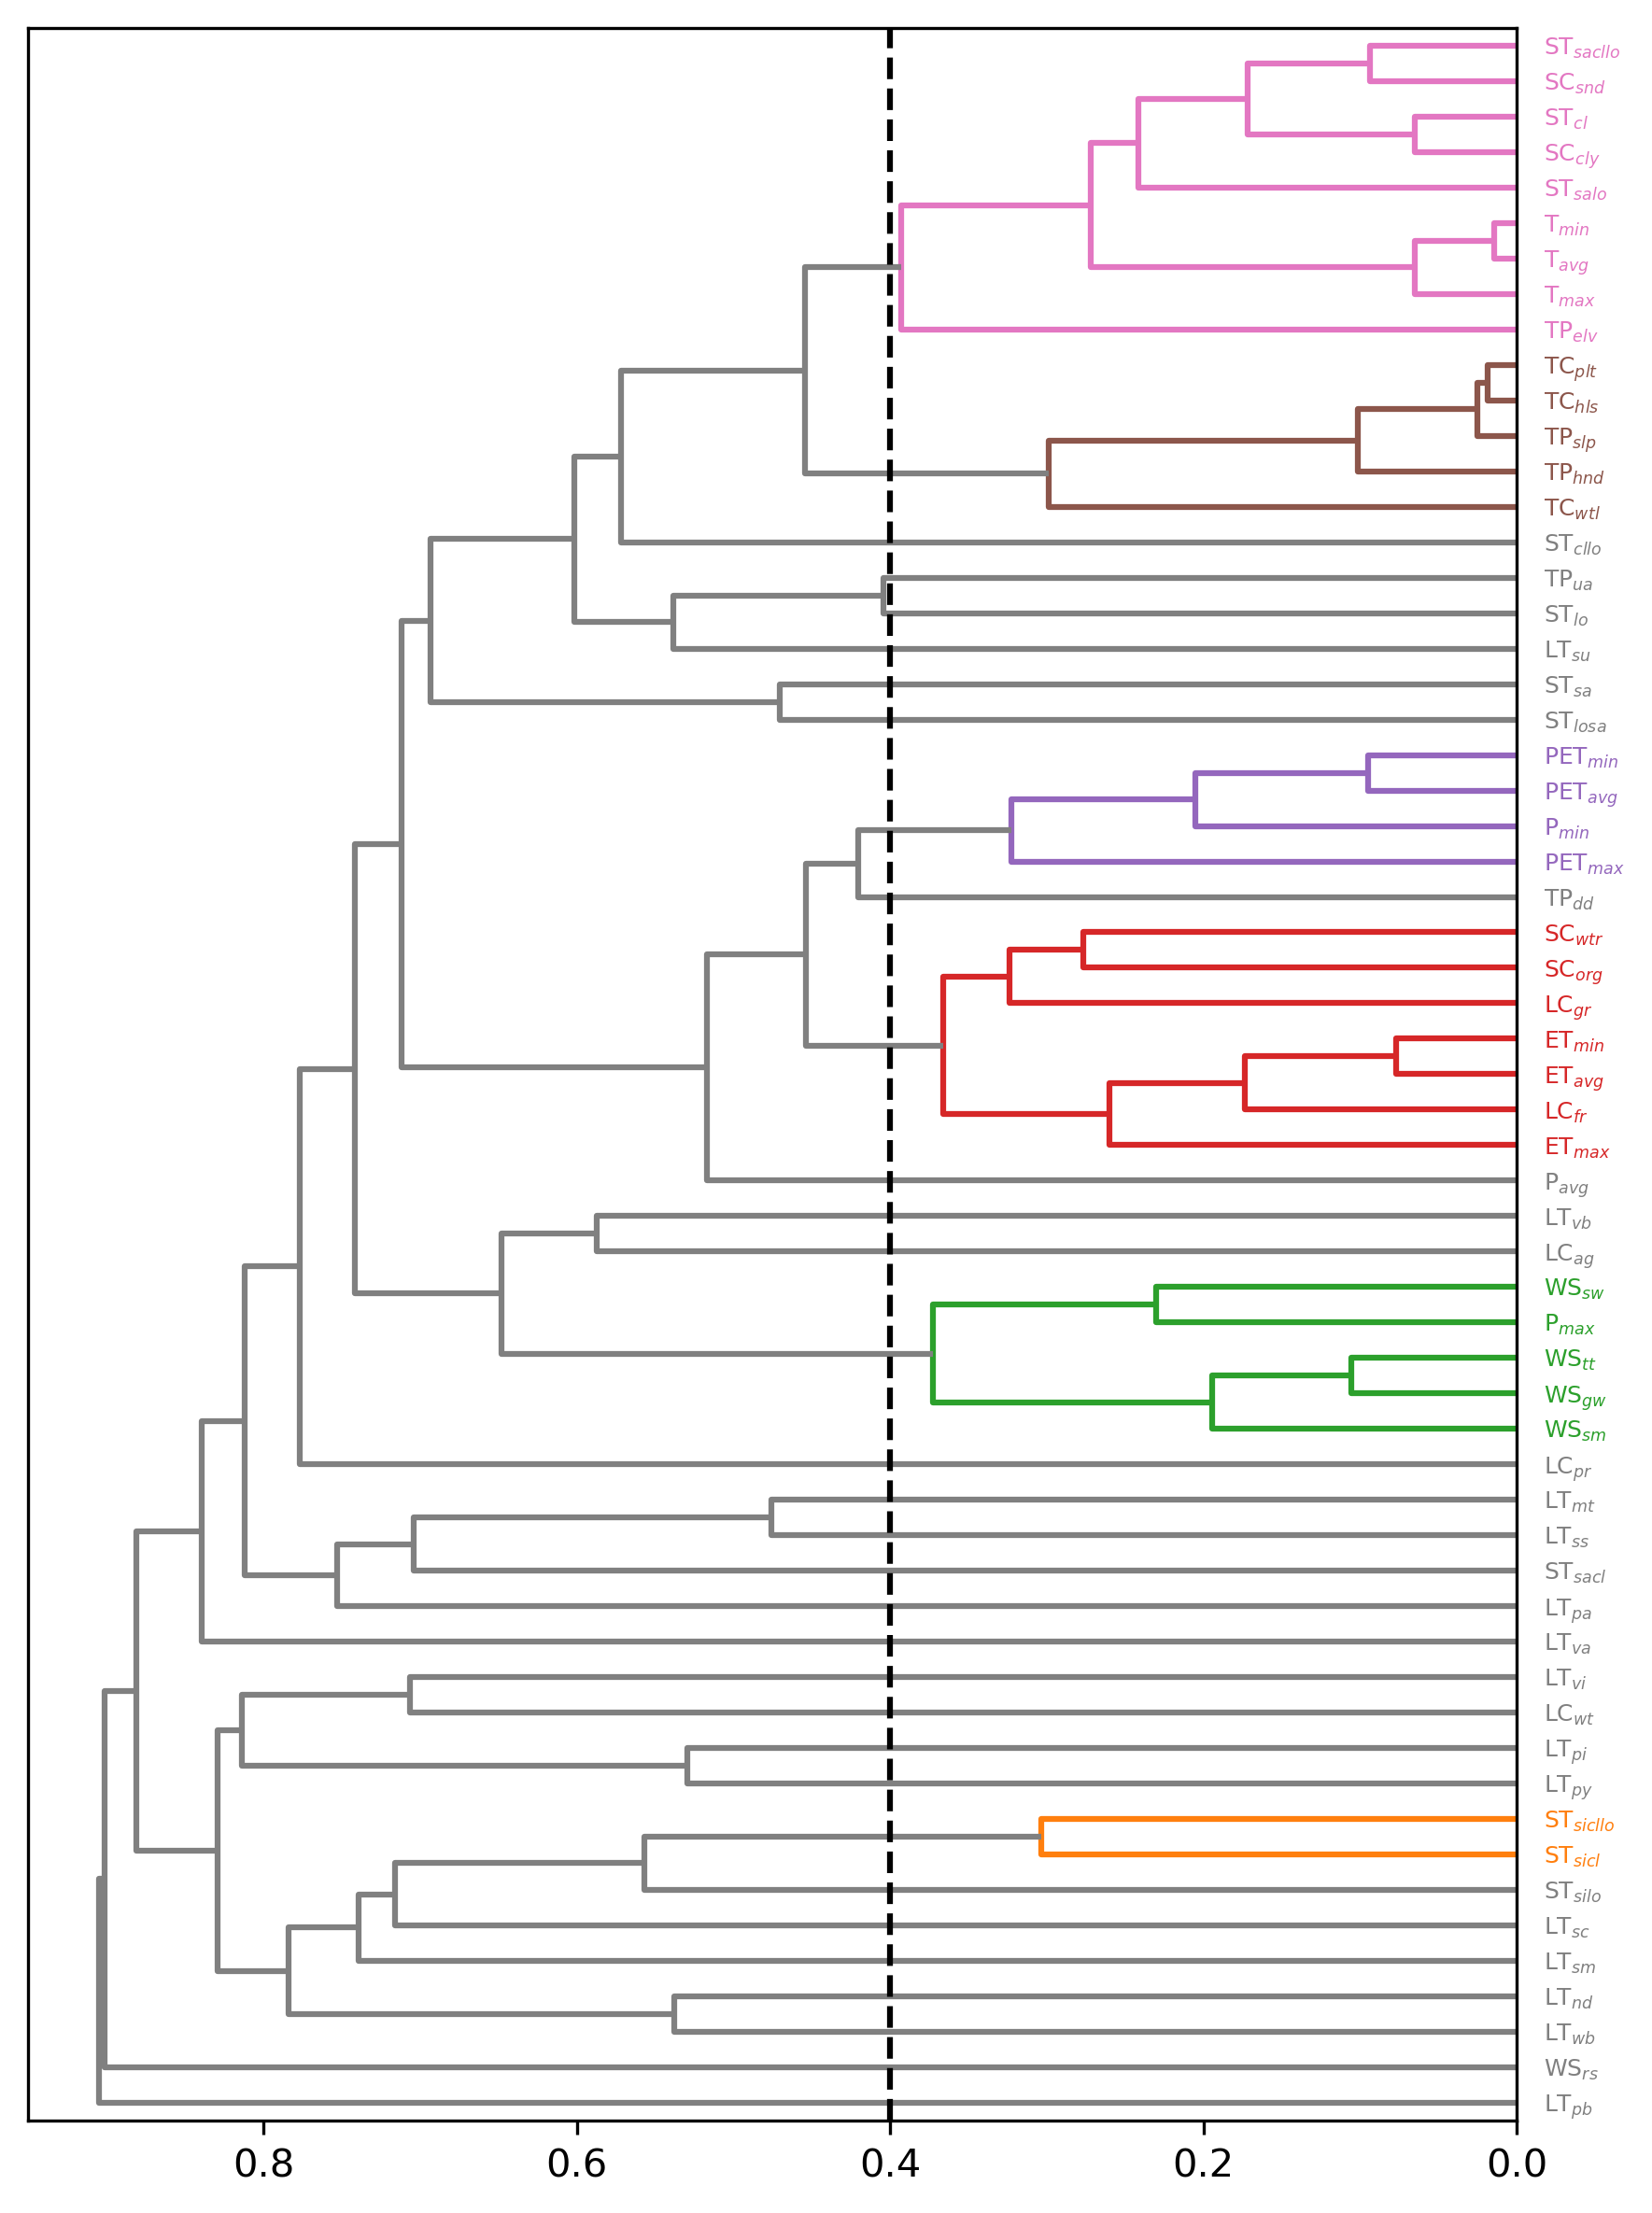 ST_sacllo
SC_snd
ST_cl
SC_cly
ST_salo
T_min
T_avg
T_max
TP_elv
TC_plt
TC_hls
TP_slp
TP_hnd
TC_wtl
ST_cllo
TP_ua
ST_lo
LT_su
ST_sa
ST_losa
PET_min
PET_avg
P_min
PET_max
TP_dd
SC_wtr
SC_org
LC_gr
ET_min
ET_avg
LC_fr
ET_max
P_avg
LT_vb
LC_ag
WS_sw
P_max
WS_tt
WS_gw
WS_sm
LC_pr
LT_mt
LT_ss
ST_sacl
LT_pa
LT_va
LT_vi
LC_wt
LT_pi
LT_py
ST_sicllo
ST_sicl
ST_silo
LT_sc
LT_sm
LT_nd
LT_wb
WS_rs
LT_pb
0.8 0.6 0.4 0.2 0.0